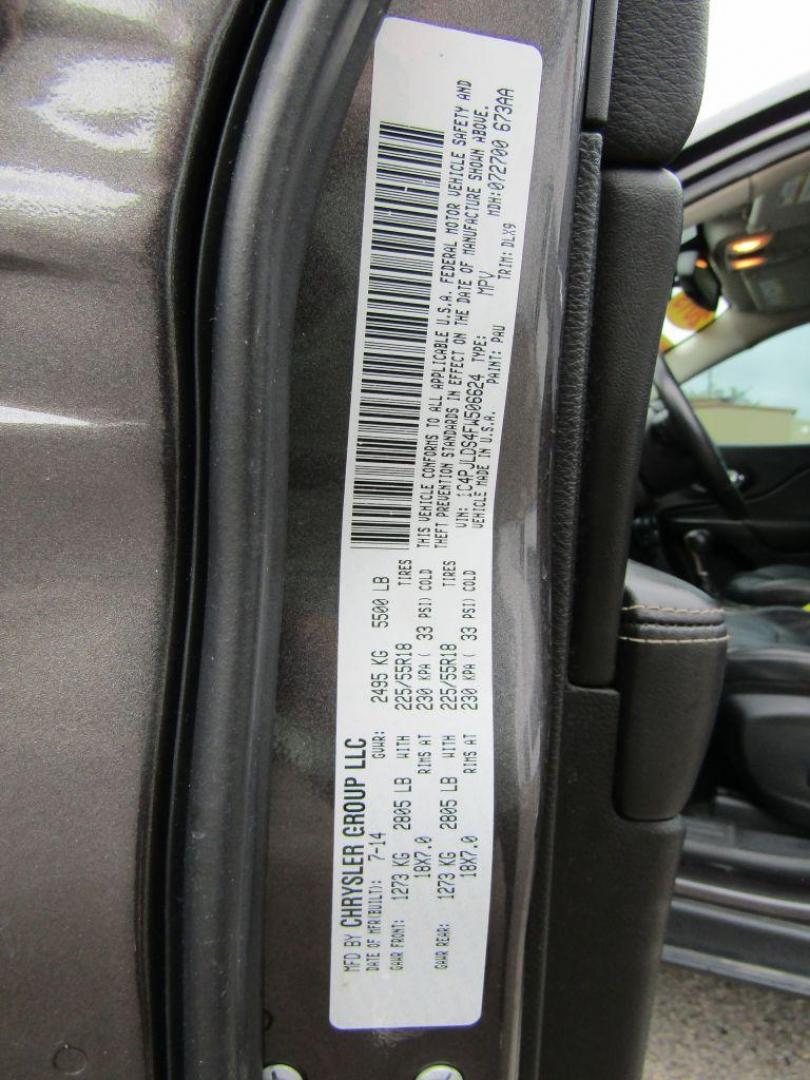 MFD BY CHRYSLER GROUP LLC
DATE OF MFR(BUILT): 7-14 GVWR: 2495 KG 5500 LB
GAWR FRONT: 1273 KG 2805 LB WITH 225/55R18 TIRES
18X7.0 RIMS AT 230 KPA ( 33 PSI) COLD
GAWR REAR: 1273 KG 2805 LB WITH 225/55R18 TIRES
18X7.0 RIMS AT 230 KPA ( 33 PSI) COLD
THIS VEHICLE CONFORMS TO ALL APPLICABLE U.S.A. FEDERAL MOTOR VEHICLE SAFETY AND
THEFT PREVENTION STANDARDS IN EFFECT ON THE DATE OF MANUFACTURE SHOWN ABOVE.
VIN: 1C4PJLDS4FW506624 TYPE: MPV MDH:072700 673AA
VEHICLE MADE IN U.S.A. PAINT: PAU TRIM: DLX9